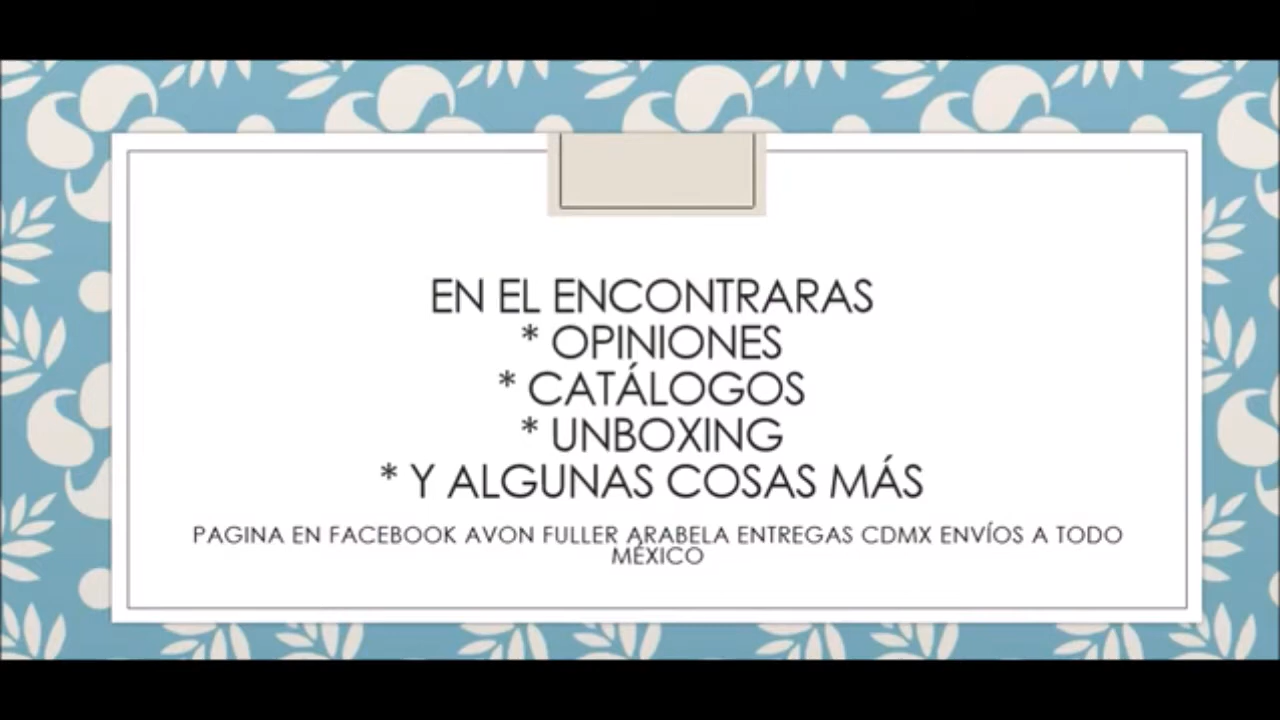 EN EL ENCONTRARAS
* OPINIONES
* CATÁLOGOS
* UNBOXING
* Y ALGUNAS COSAS MÁS
PAGINA EN FACEBOOK AVON FULLER ARABELA ENTREGAS CDMX ENVÍOS A TODO
MÉXICO